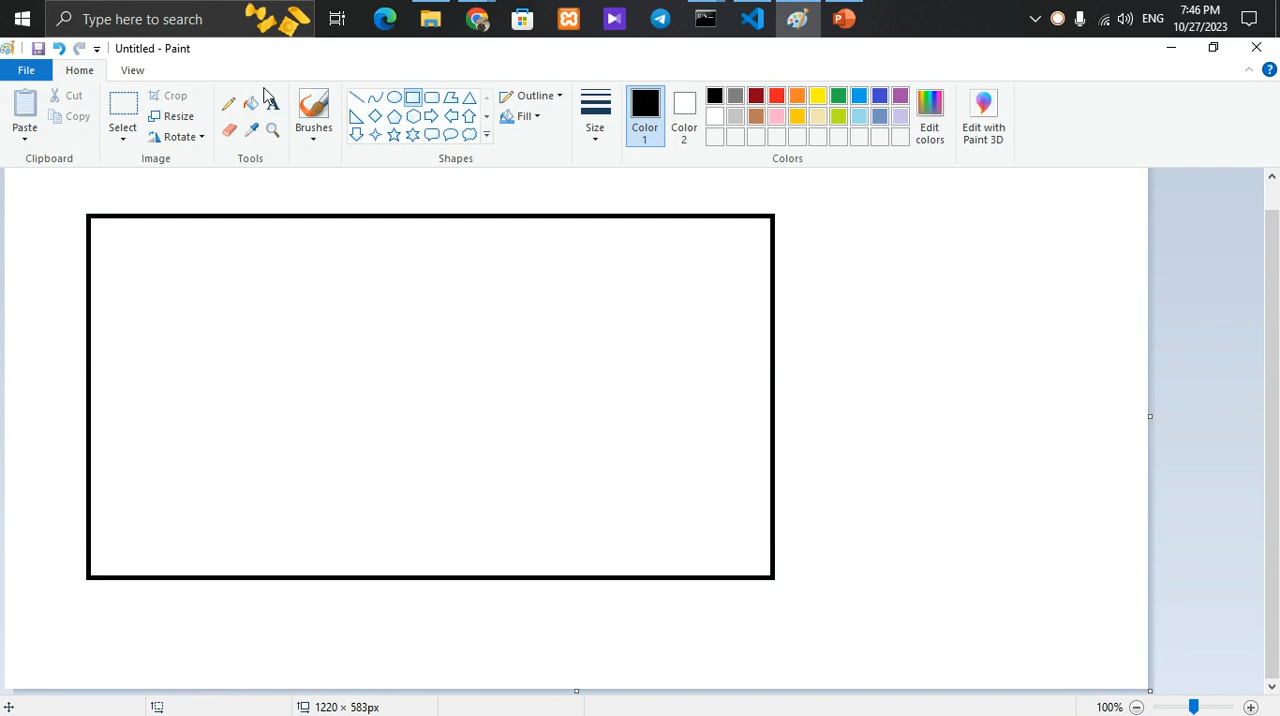 Type here to search
ENG
7:46 PM
10/27/2023
Untitled - Paint
File
Home
View
Paste
Cut
Copy
Clipboard
Select
Crop
Resize
Rotate
Image
A
Tools
Brushes
Outline
Fill
Shapes
Size
Color
1
Color
2
Edit
colors
Colors
Edit with
Paint 3D
1220 × 583px
100%